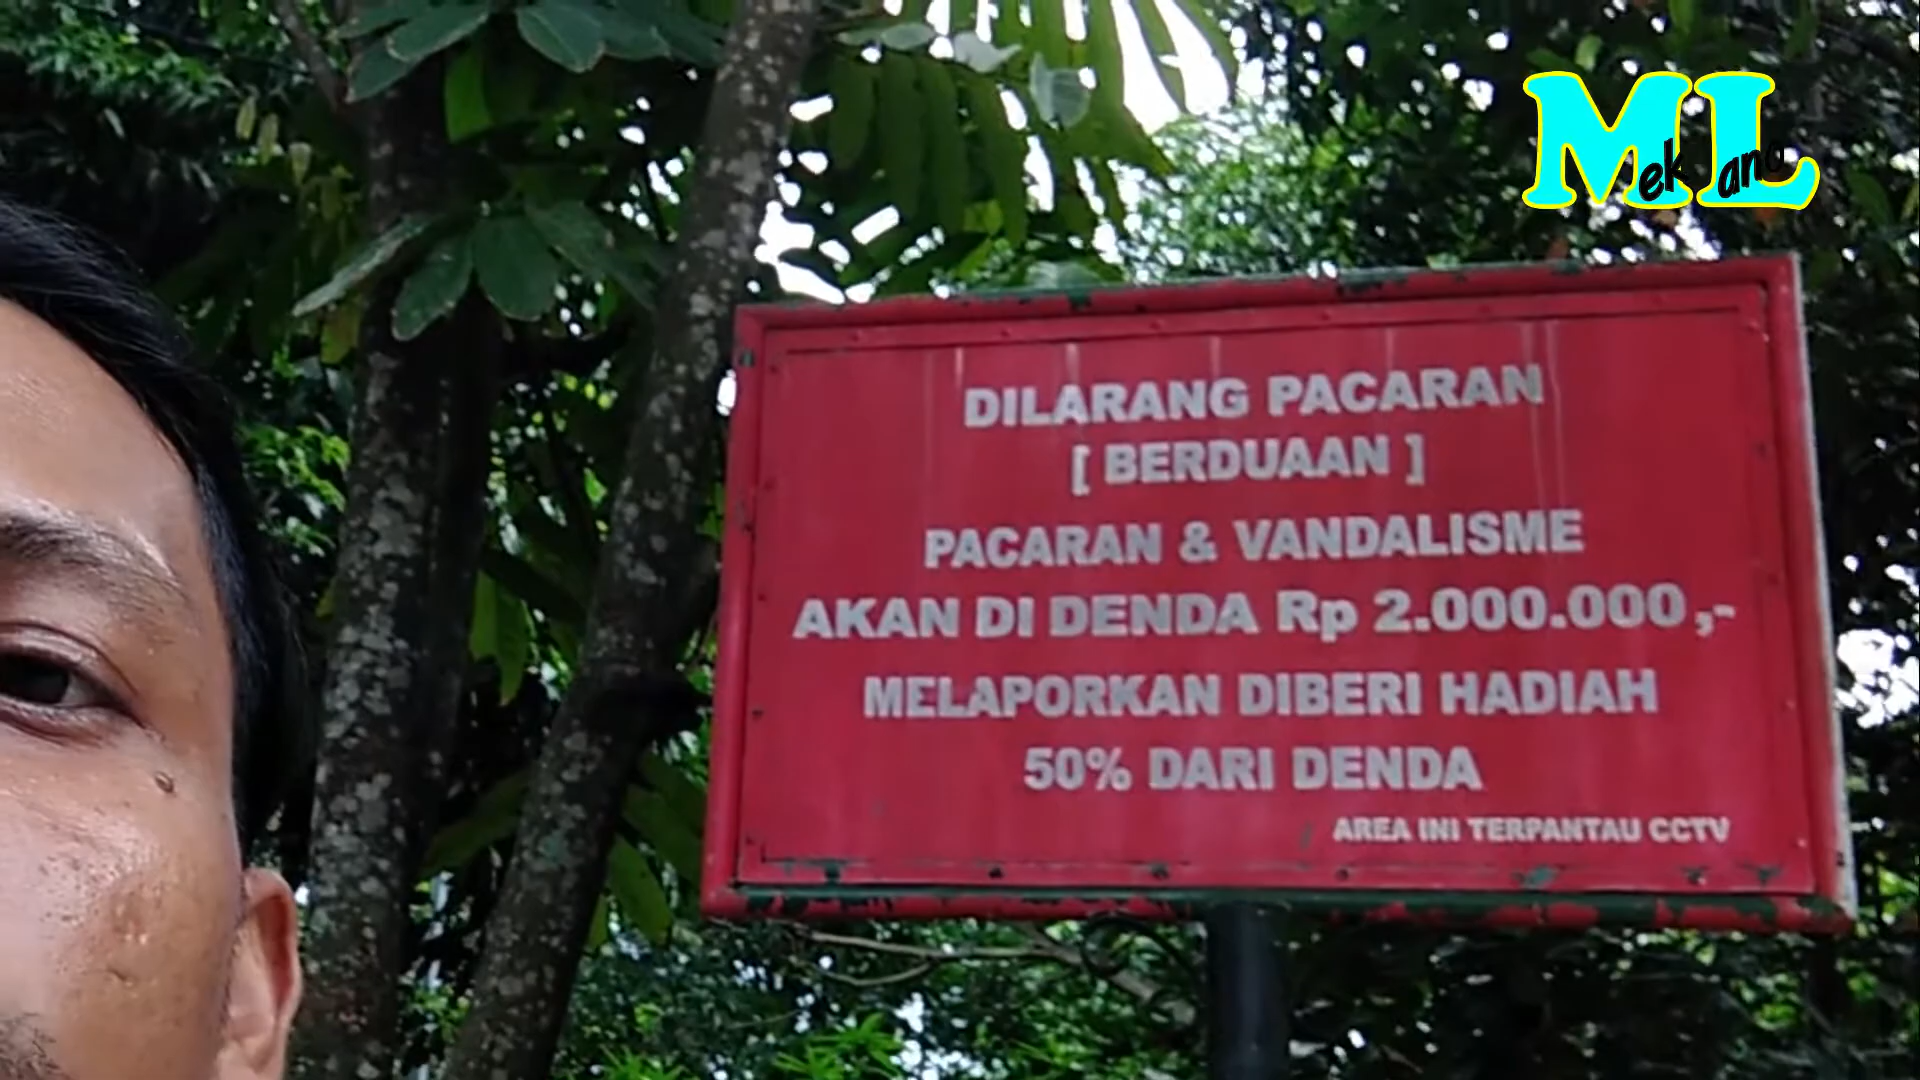 ML
DILARANG PACARAN
[ BERDUAAN ]
PACARAN & VANDALISME
AKAN DI DENDA Rp 2.000.000,-
MELAPORKAN DIBERI HADIAH
50% DARI DENDA
AREA INI TERPANTAU CCTV